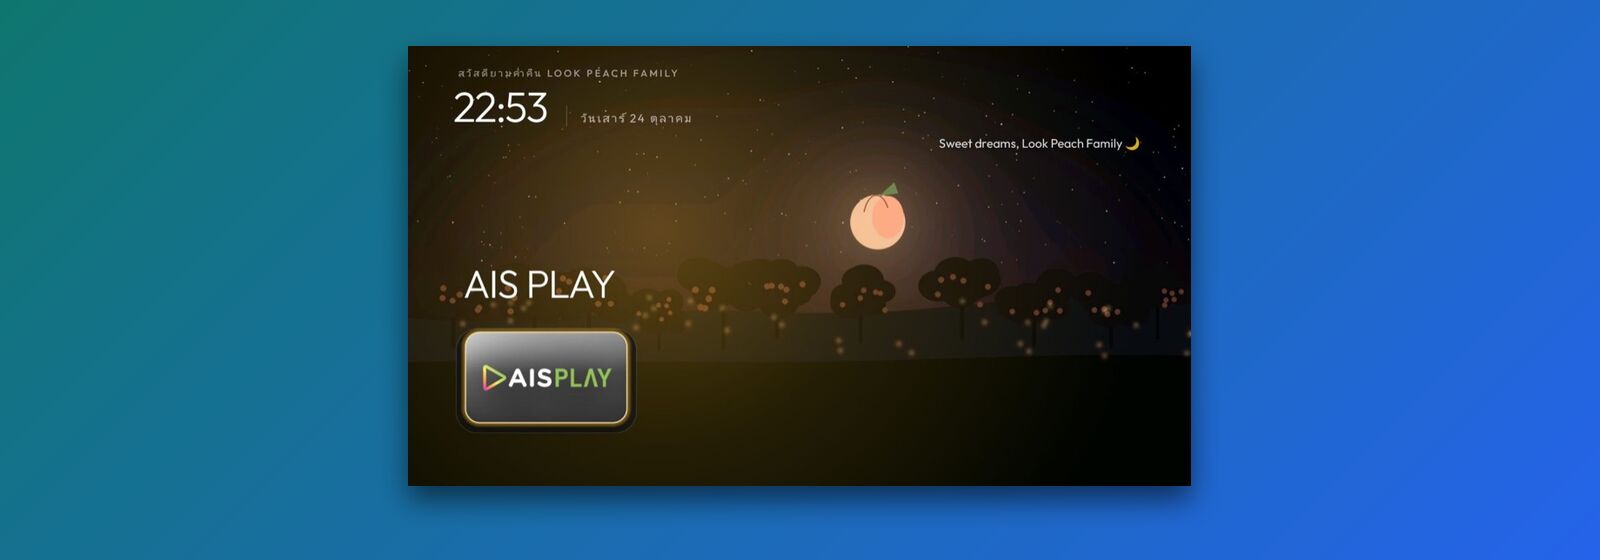 สวัสดียามค่ำคืน LOOK PEACH FAMILY
22:53
วันเสาร์ 24 ตุลาคม
Sweet dreams, Look Peach Family 🌙
AIS PLAY
AISPLAY